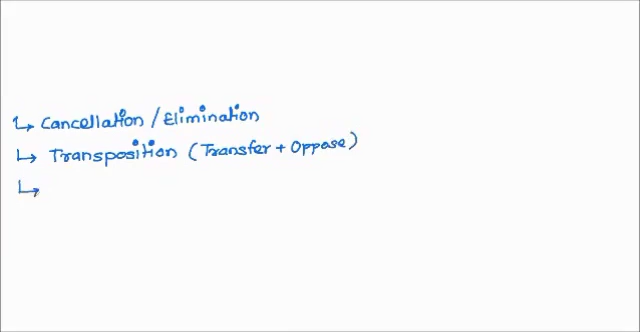 ↳ Cancellation / Elimination
↳ Transposition (Transfer + Oppose)
↳